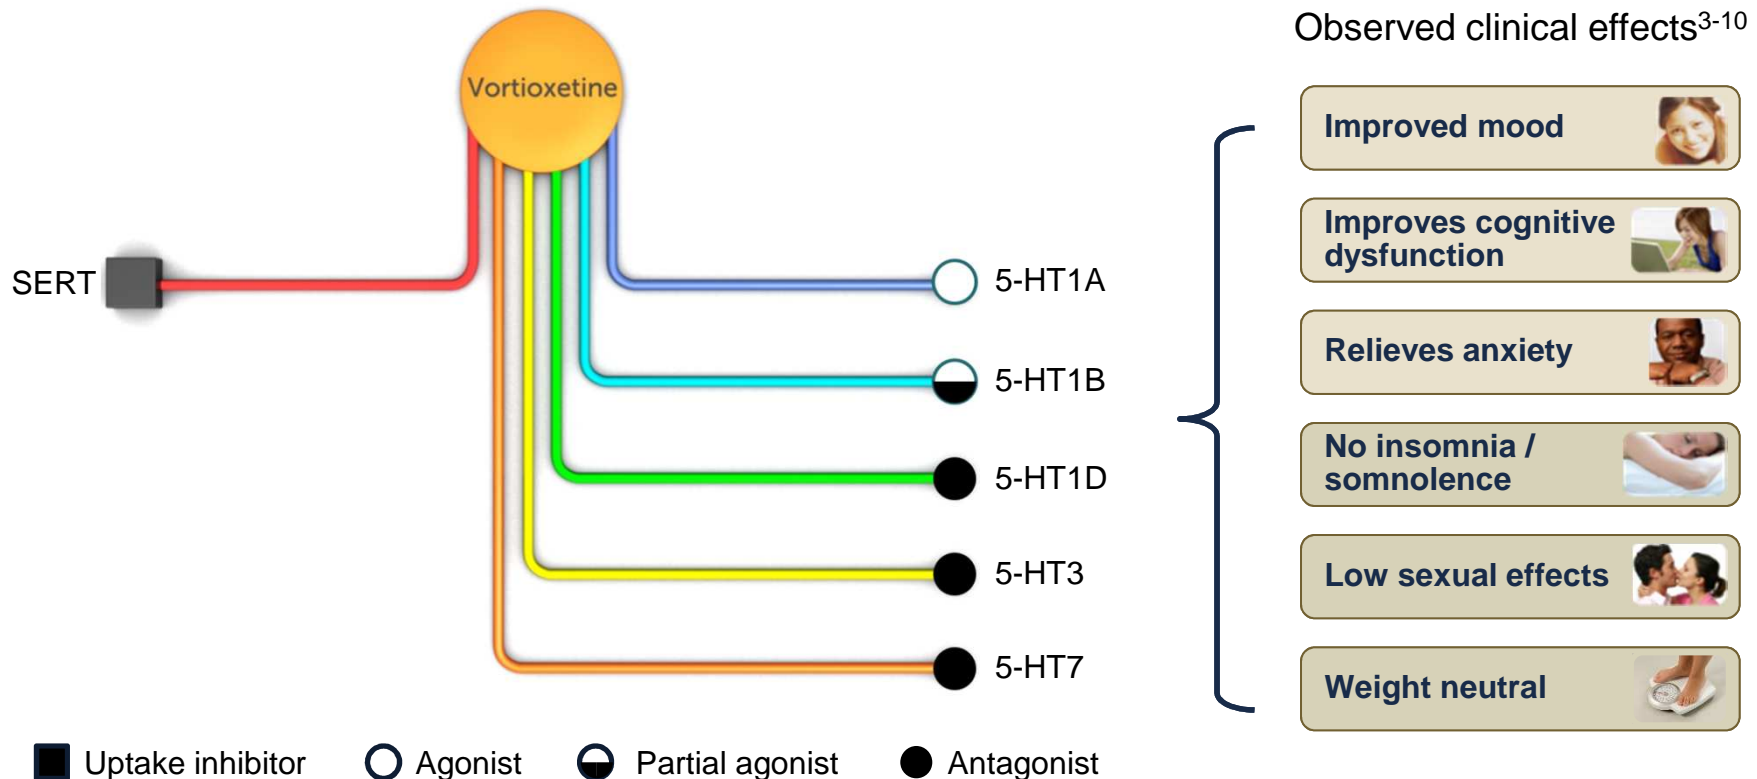 Observed clinical effects3-10
Vortioxetine
SERT
5-HT1A
5-HT1B
5-HT1D
5-HT3
5-HT7
Improved mood
Improves cognitive
dysfunction
Relieves anxiety
No insomnia /
somnolence
Low sexual effects
Weight neutral
Uptake inhibitor
Agonist
Partial agonist
Antagonist